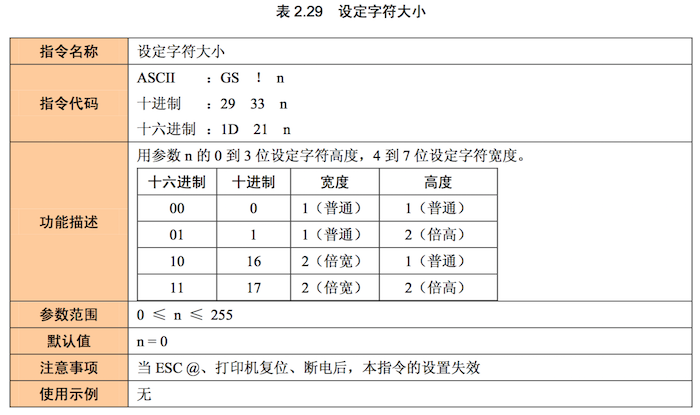 表 2.29 设定字符大小
指令名称 设定字符大小
指令代码
ASCII ：GS ! n
十进制 ：29 33 n
十六进制 ：1D 21 n
功能描述
用参数 n 的 0 到 3 位设定字符高度，4 到 7 位设定字符宽度。
十六进制 十进制 宽度 高度
00 0 1（普通） 1（普通）
01 1 1（普通） 2（倍高）
10 16 2（倍宽） 1（普通）
11 17 2（倍宽） 2（倍高）
参数范围 0 ≤ n ≤ 255
默认值 n = 0
注意事项 当 ESC @、打印机复位、断电后，本指令的设置失效
使用示例 无